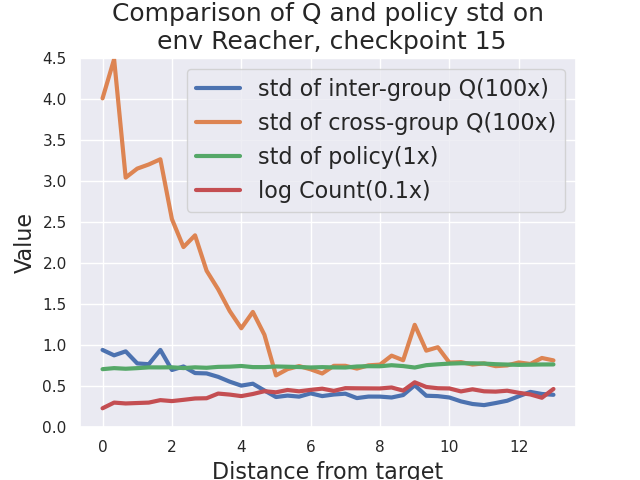 Comparison of Q and policy std on
env Reacher, checkpoint 15
std of inter-group Q(100x)
std of cross-group Q(100x)
std of policy(1x)
log Count(0.1x)
Value
4.5
4.0
3.5
3.0
2.5
2.0
1.5
1.0
0.5
0.0
0 2 4 6 8 10 12
Distance from target